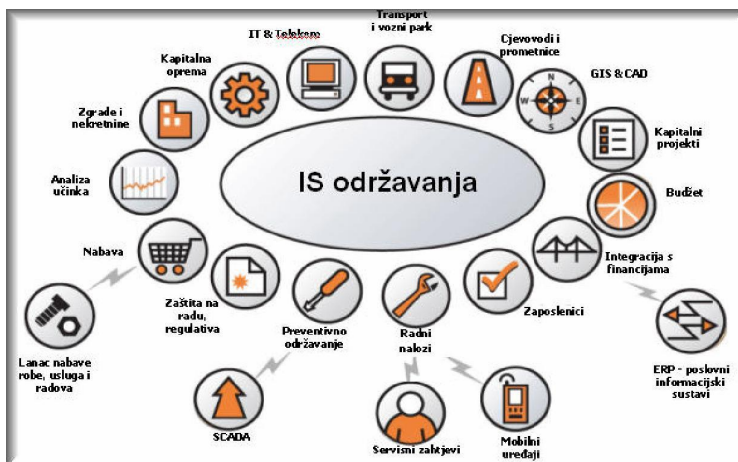 Transport
i vozni park
IT & Telekom
Cjevovodi i
prometnice
Kapitalna
oprema
GIS & CAD
N
W
E
S
Zgrade i
nekretnine
Kapitalni
projekti
IS održavanja
Analiza
učinka
Budžet
Nabava
Integracija s
financijama
Zaštita na
radu,
regulativa
Preventivno
održavanje
Radni
nalozi
Zaposlenici
Lanac nabave
robe, usluga i
radova
ERP - poslovni
informacijski
sustavi
SCADA
Servisni zahtjevi
Mobilni
uređaji